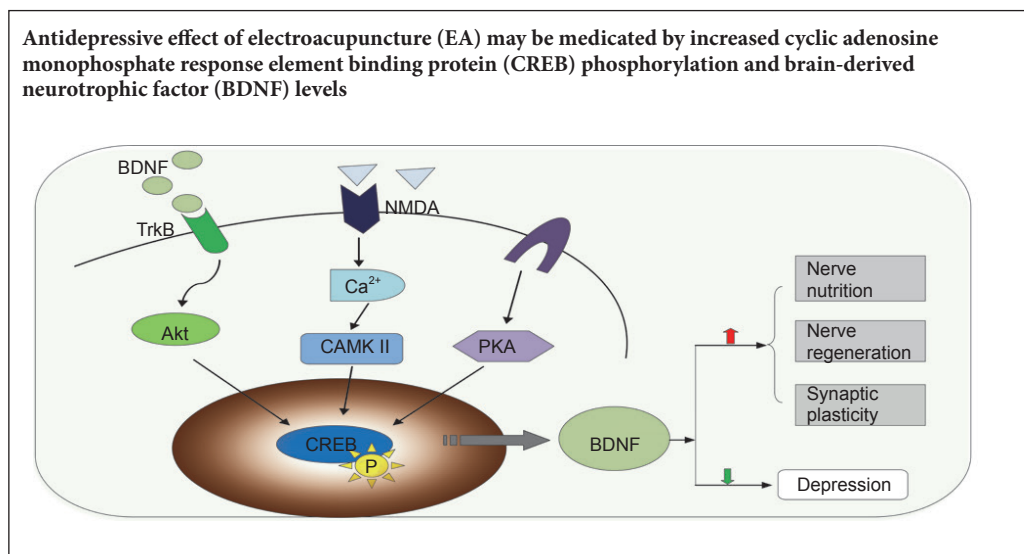 Antidepressive effect of electroacupuncture (EA) may be medicated by increased cyclic adenosine
monophosphate response element binding protein (CREB) phosphorylation and brain-derived
neurotrophic factor (BDNF) levels
BDNF
TrkB
NMDA
Ca²⁺
Akt
CAMK II
PKA
CREB
P
BDNF
Nerve
nutrition
Nerve
regeneration
Synaptic
plasticity
Depression